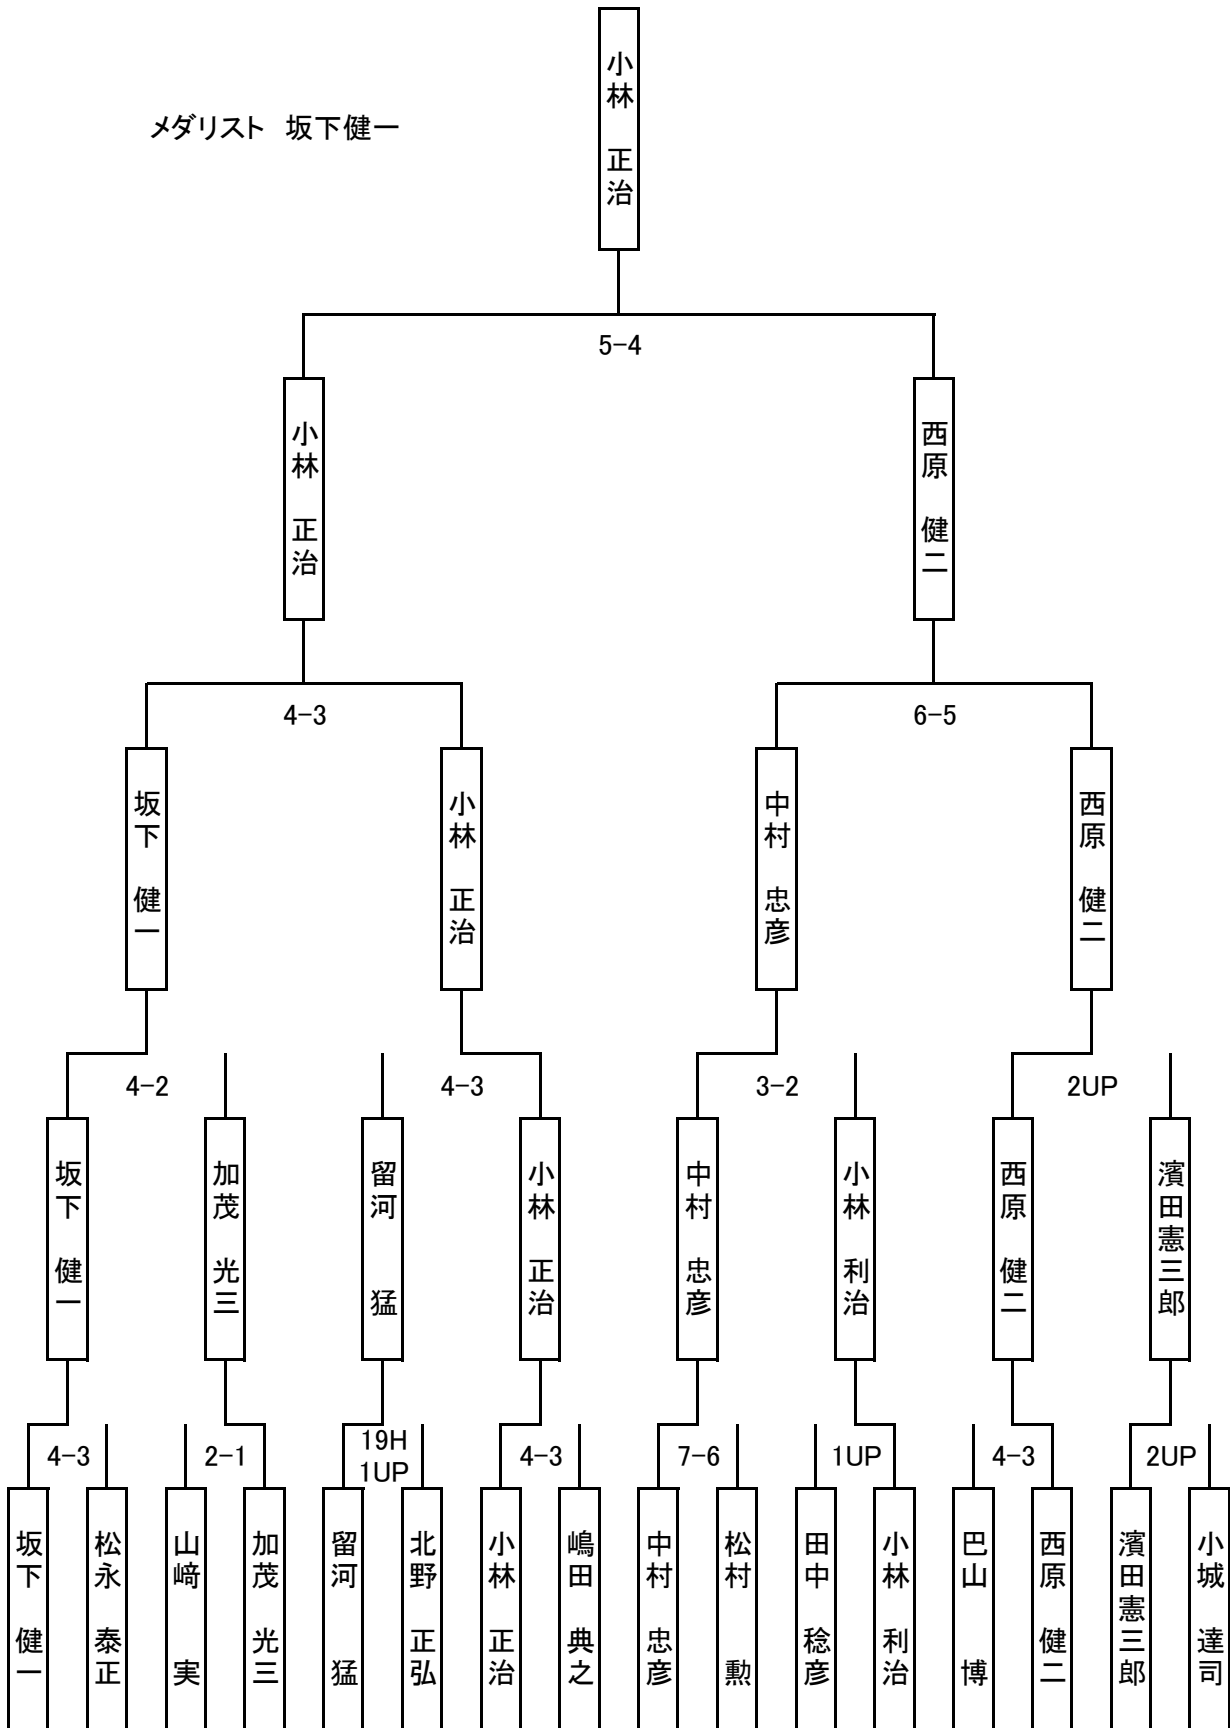 小林　正治
メダリスト　坂下健一
5-4
小林　正治
西原　健二
4-3
6-5
坂下　健一
小林　正治
中村　忠彦
西原　健二
4-2
4-3
3-2
2UP
坂下　健一
加茂　光三
留河　猛
小林　正治
中村　忠彦
小林　利治
西原　健二
濱田憲三郎
4-3
2-1
19H
1UP
4-3
7-6
1UP
4-3
2UP
坂下　健一
松永　泰正
山﨑　実
加茂　光三
留河　猛
北野　正弘
小林　正治
嶋田　典之
中村　忠彦
松村　勲
田中　稔彦
小林　利治
巴山　博
西原　健二
濱田憲三郎
小城　達司